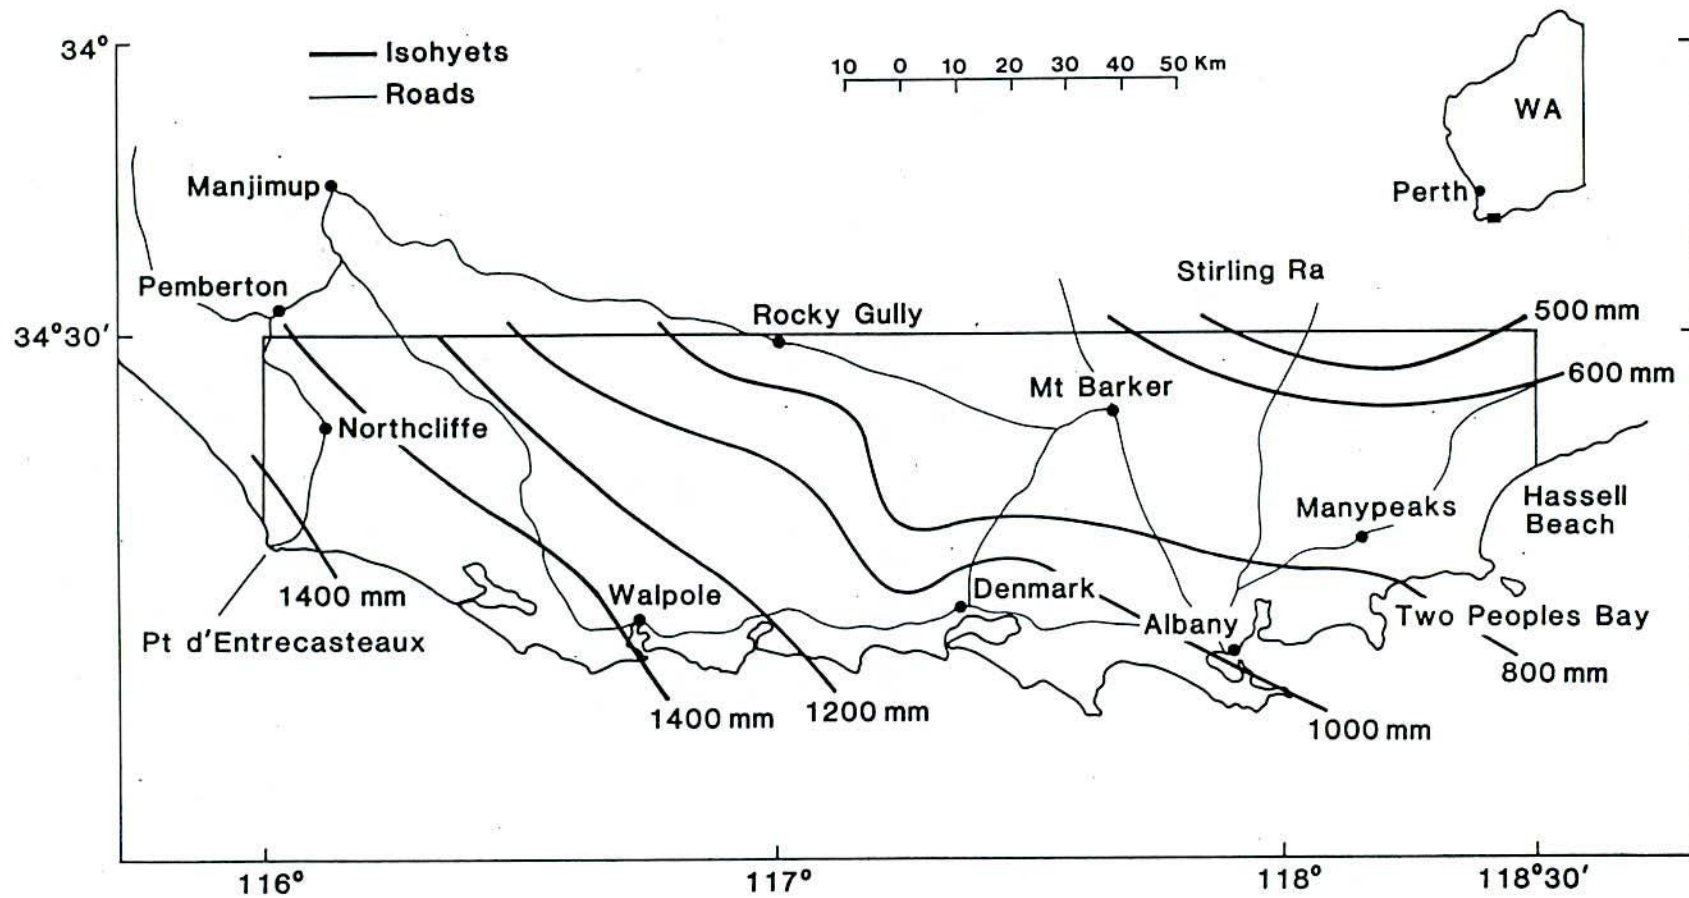 34°
Isohyets
Roads
10 0 10 20 30 40 50 Km
WA
Perth
Manjimup
Stirling Ra
Pemberton
500 mm
34°30'
Rocky Gully
600 mm
Mt Barker
Northcliffe
Hassell
Beach
Manypeaks
1400 mm
Walpole
Denmark
Two Peoples Bay
Albany
Pt d'Entrecasteaux
800 mm
1400 mm
1200 mm
1000 mm
116°
117°
118°
118°30'